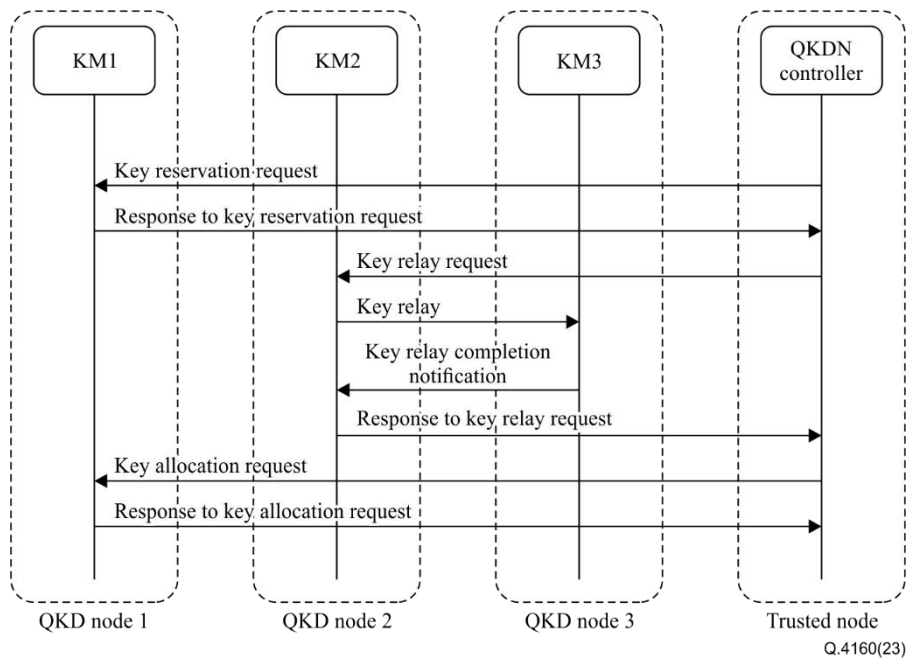 KM1
KM2
KM3
QKDN
controller
Key reservation request
Response to key reservation request
Key relay request
Key relay
Key relay completion
notification
Response to key relay request
Key allocation request
Response to key allocation request
QKD node 1
QKD node 2
QKD node 3
Trusted node
Q.4160(23)